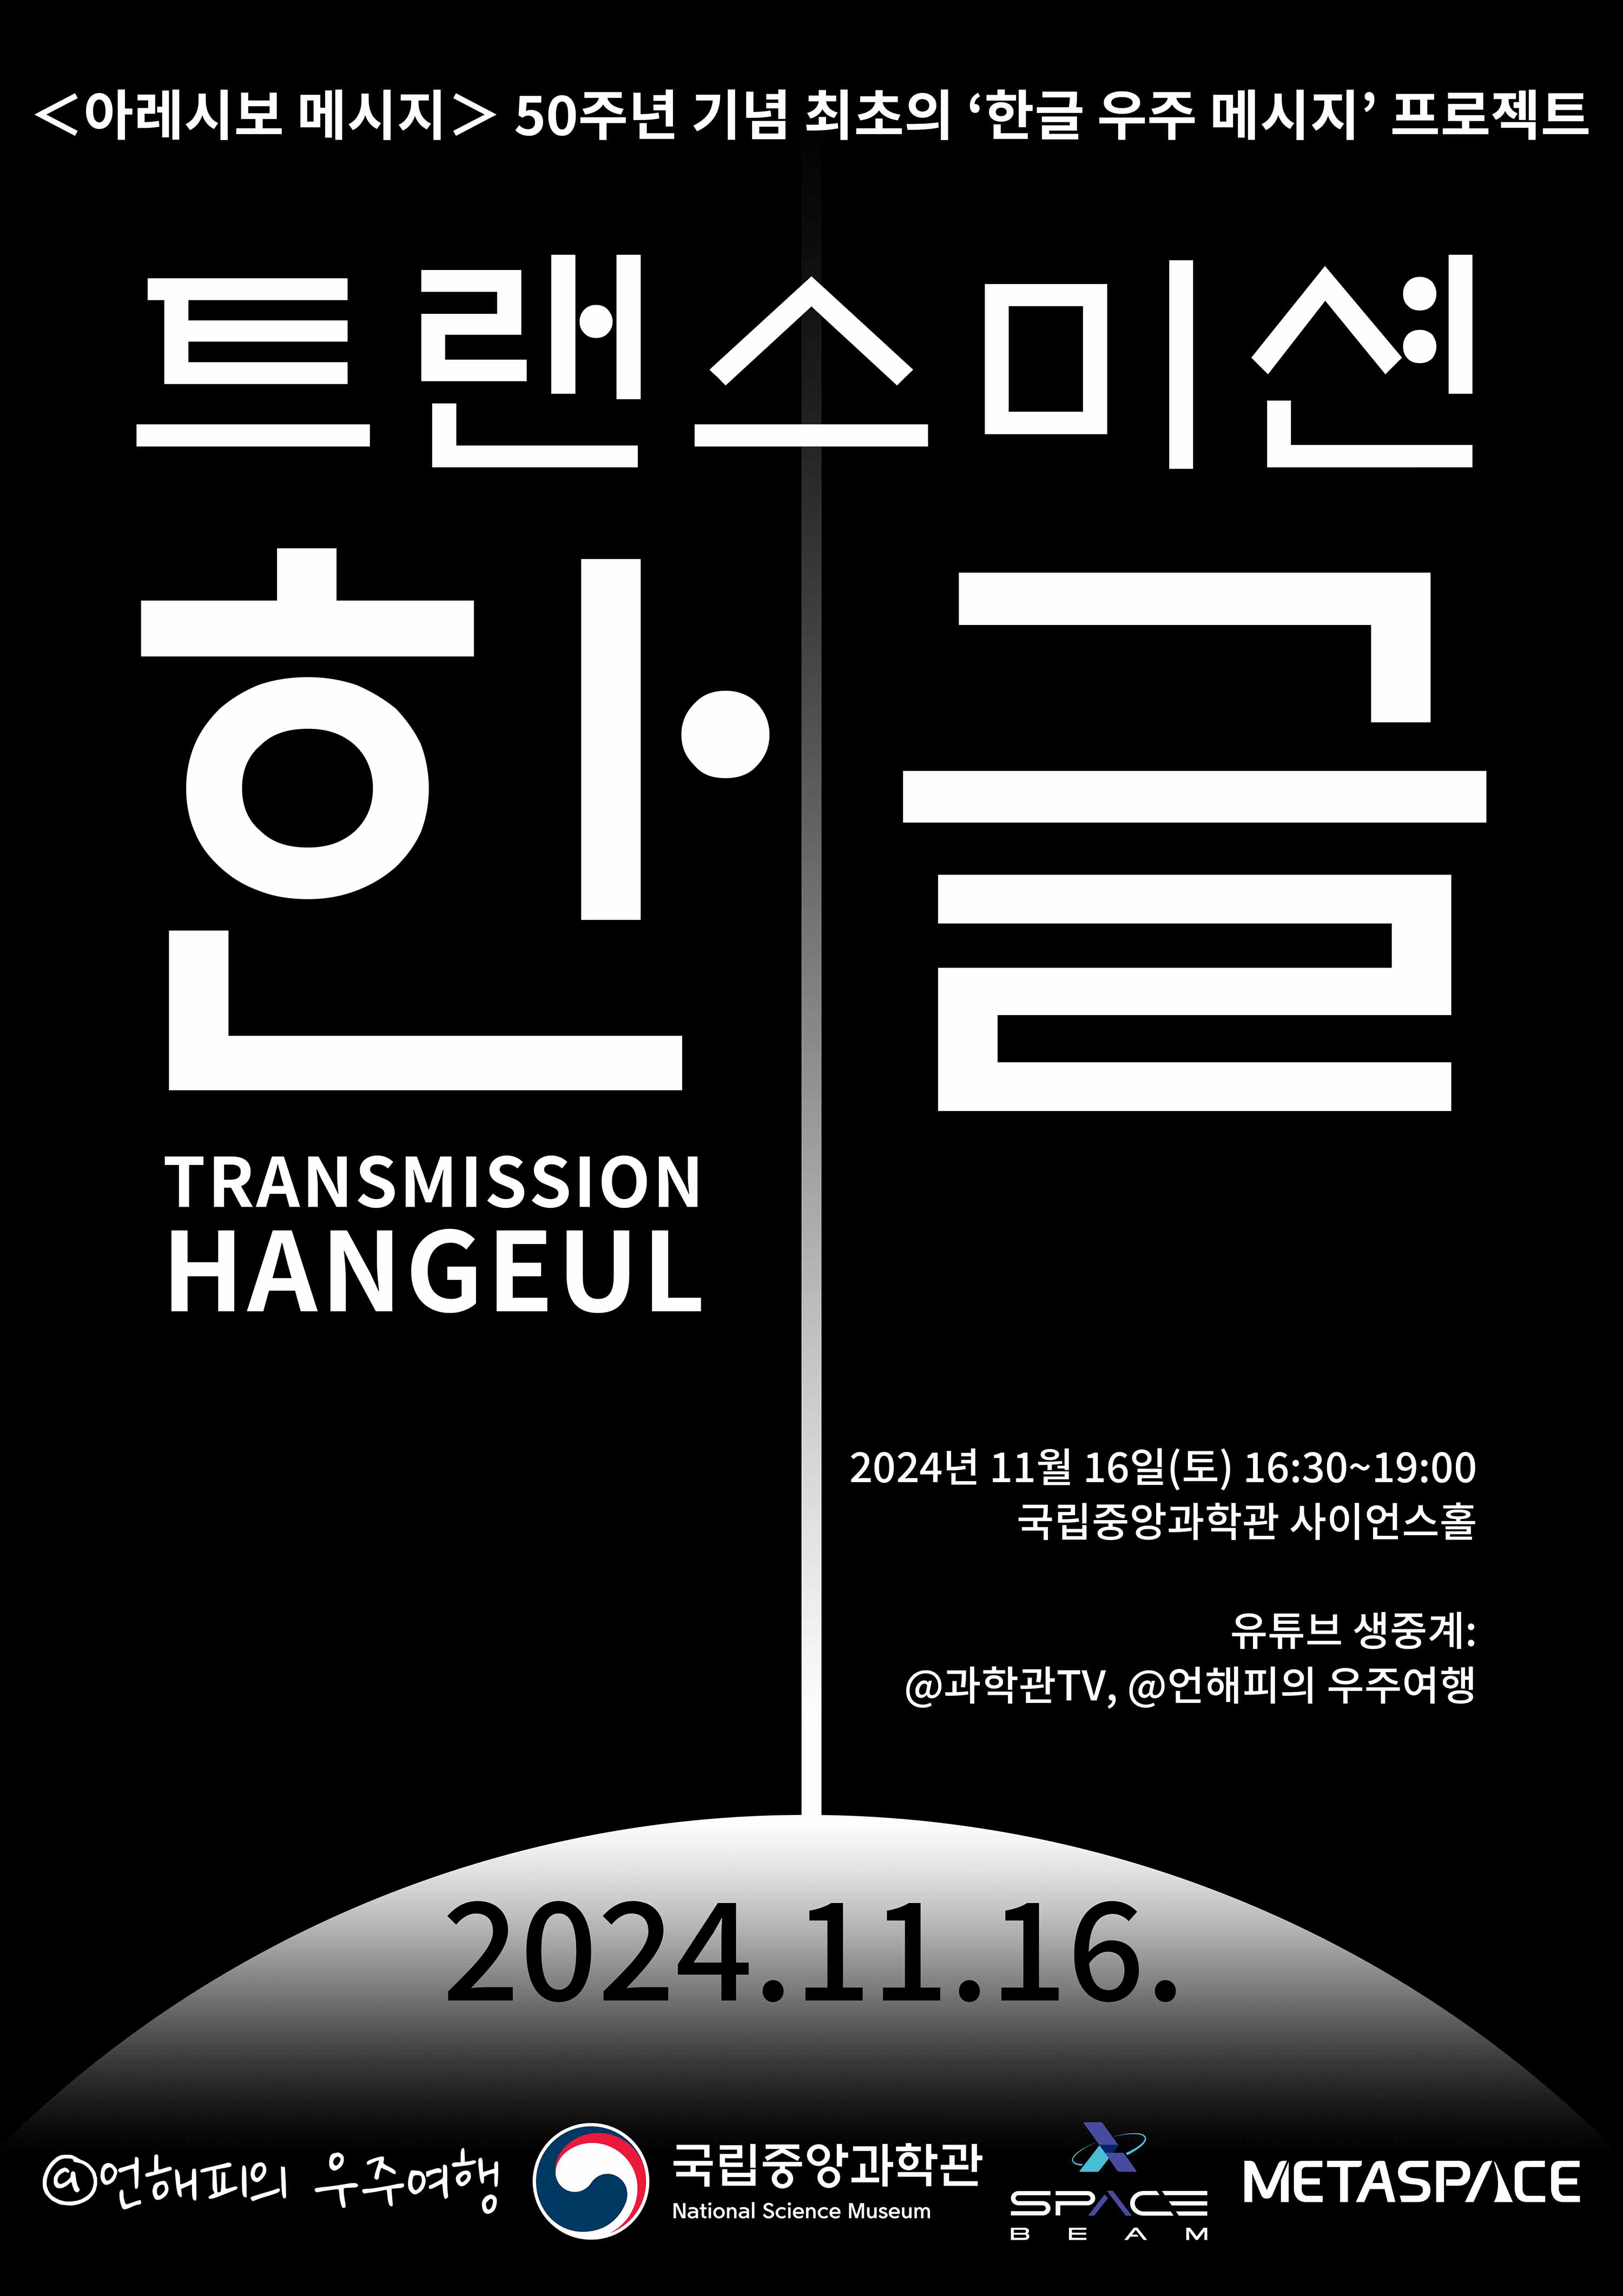 <아레시보 메시지> 50주년 기념 최초의 ‘한글 우주 메시지’ 프로젝트
트랜스미션
한글
TRANSMISSION
HANGEUL
2024년 11월 16일(토) 16:30~19:00
국립중앙과학관 사이언스홀
유튜브 생중계:
@과학관TV, @언해피의 우주여행
2024.11.16.
@언해피의 우주여행
국립중앙과학관
National Science Museum
SPACE
BEAM
METASPACE